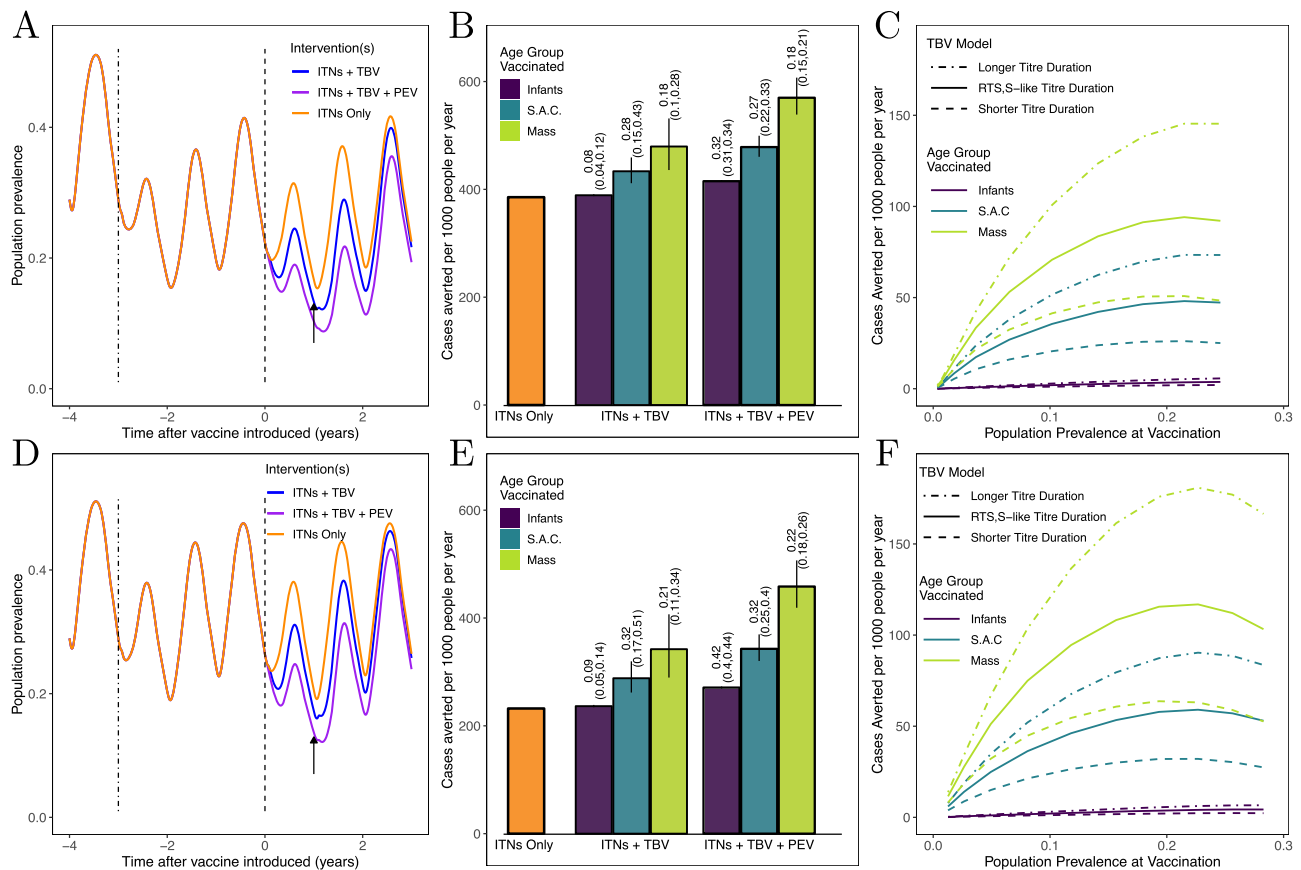 A
Intervention(s)
ITNs + TBV
ITNs + TBV + PEV
ITNs Only
Population prevalence
0.4
0.2
0.0
−4
−2
0
2
Time after vaccine introduced (years)
B
Age Group
Vaccinated
Infants
S.A.C.
Mass
Cases averted per 1000 people per year
600
400
200
0
0.08
(0.04,0.12)
0.28
(0.15,0.43)
0.18
(0.1,0.28)
0.32
(0.31,0.34)
0.27
(0.22,0.33)
0.18
(0.15,0.21)
ITNs Only
ITNs + TBV
ITNs + TBV + PEV
C
TBV Model
Longer Titre Duration
RTS,S−like Titre Duration
Shorter Titre Duration
Age Group
Vaccinated
Infants
S.A.C
Mass
Cases Averted per 1000 people per year
150
100
50
0
0.0
0.1
0.2
0.3
Population Prevalence at Vaccination
D
Intervention(s)
ITNs + TBV
ITNs + TBV + PEV
ITNs Only
Population prevalence
0.4
0.2
0.0
−4
−2
0
2
Time after vaccine introduced (years)
E
Age Group
Vaccinated
Infants
S.A.C.
Mass
Cases averted per 1000 people per year
600
400
200
0
0.09
(0.05,0.14)
0.32
(0.17,0.51)
0.21
(0.11,0.34)
0.42
(0.4,0.44)
0.32
(0.25,0.4)
0.22
(0.18,0.26)
ITNs Only
ITNs + TBV
ITNs + TBV + PEV
F
TBV Model
Longer Titre Duration
RTS,S−like Titre Duration
Shorter Titre Duration
Age Group
Vaccinated
Infants
S.A.C
Mass
Cases Averted per 1000 people per year
150
100
50
0
0.0
0.1
0.2
0.3
Population Prevalence at Vaccination